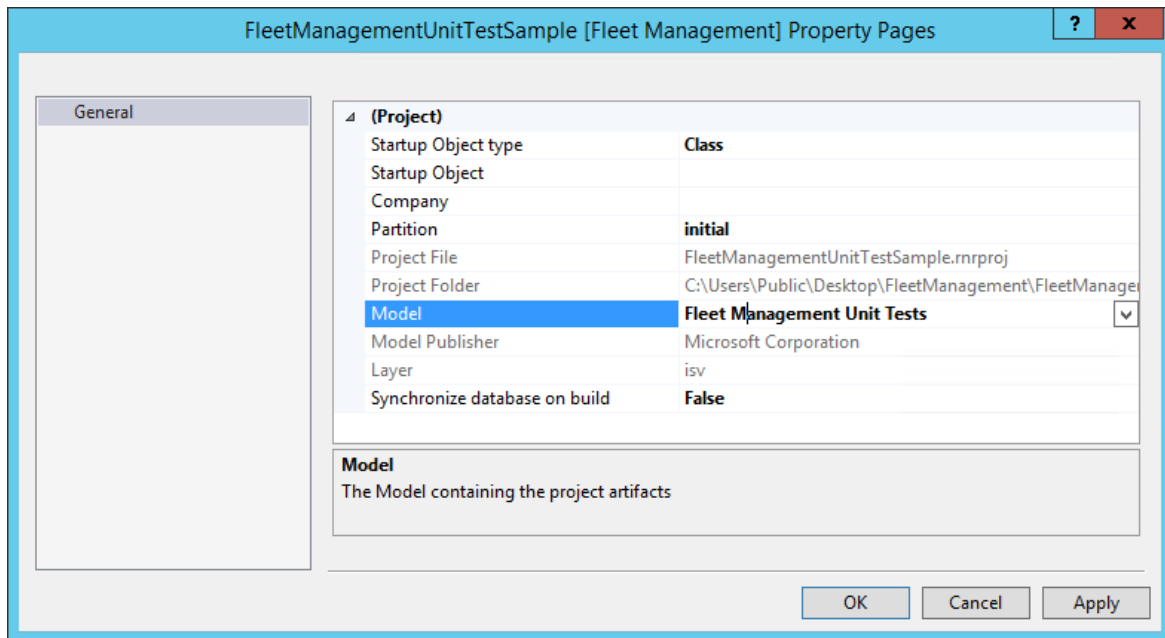 FleetManagementUnitTestSample [Fleet Management] Property Pages
? x
General
(Project)
Startup Object type Class
Startup Object
Company
Partition initial
Project File FleetManagementUnitTestSample.rnrproj
Project Folder C:\Users\Public\Desktop\FleetManagement\FleetManager
Model Fleet Management Unit Tests
Model Publisher Microsoft Corporation
Layer isv
Synchronize database on build False
Model
The Model containing the project artifacts
OK Cancel Apply